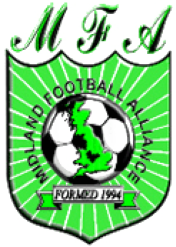 M F A
MIDLAND FOOTBALL ALLIANCE
FORMED 1994